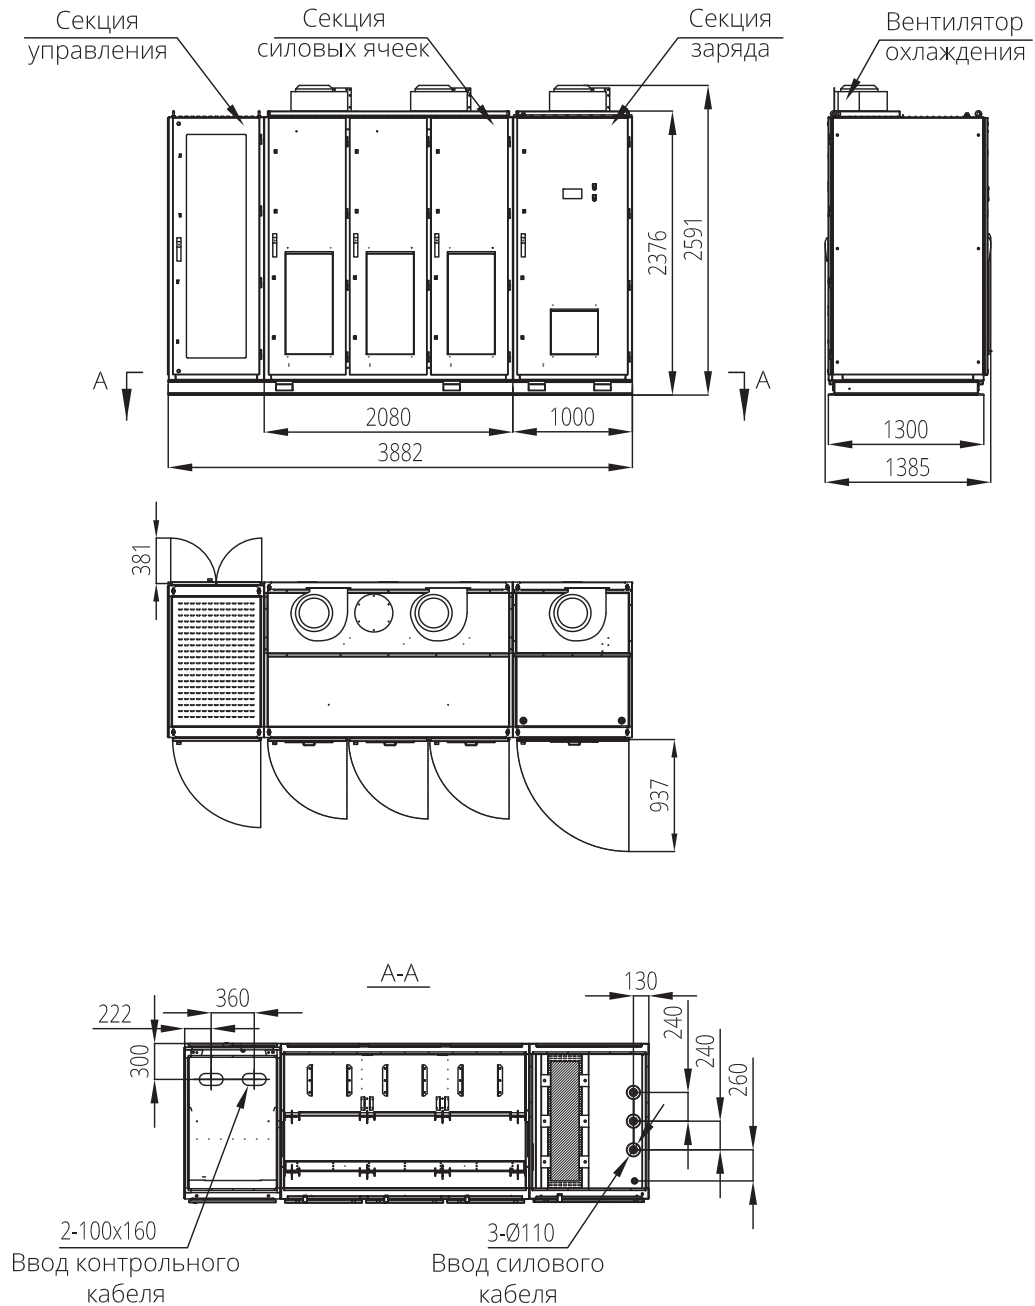 Секция
управления
Секция
силовых ячеек
Секция
заряда
Вентилятор
охлаждения
2376
2591
А
А
2080
1000
3882
1300
1385
381
937
А-А
222
360
300
130
240
240
260
2-100x160
Ввод контрольного
кабеля
3-Ø110
Ввод силового
кабеля